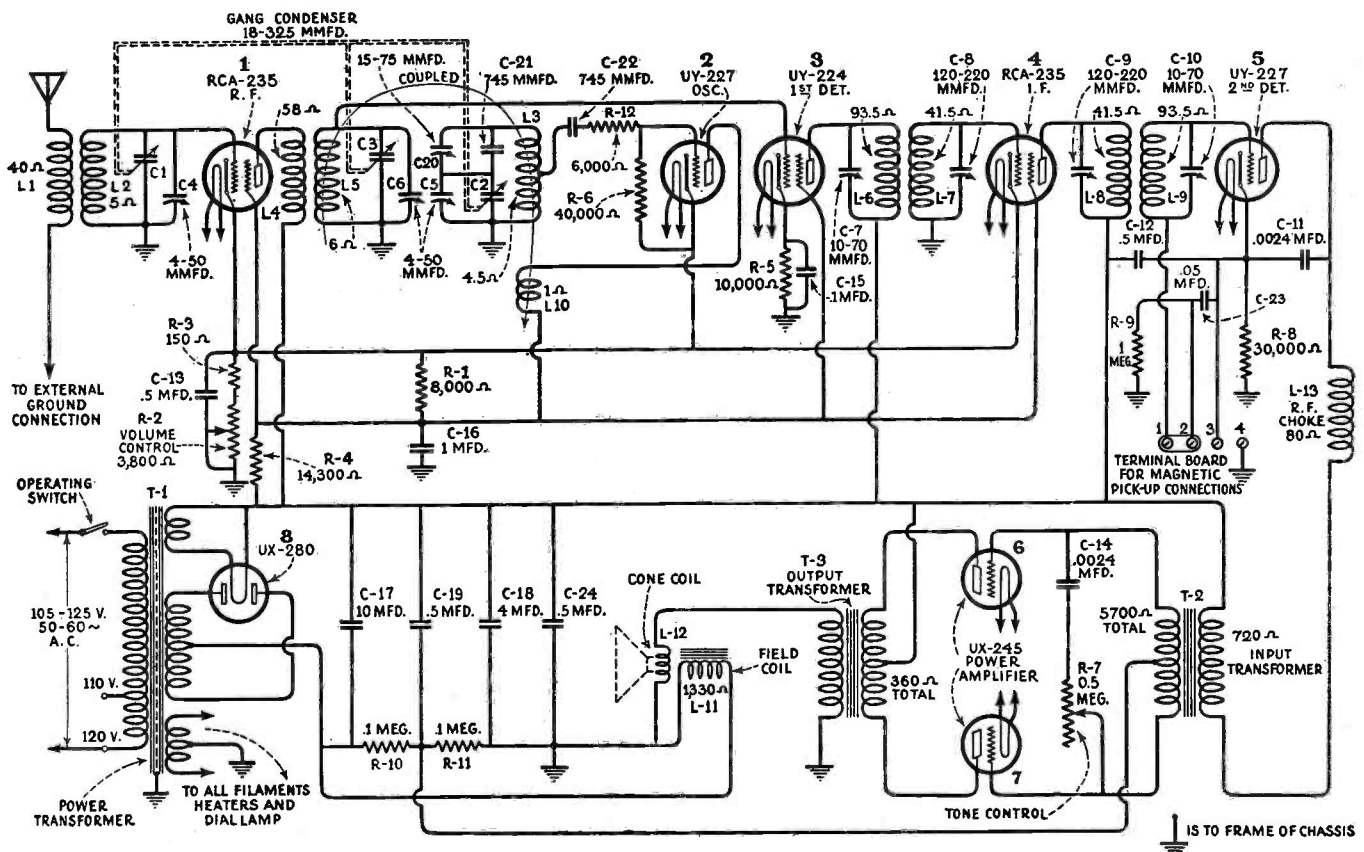 GANG CONDENSER
18-325 MMFD.
1
RCA-235
R.F.
58Ω
15-75 MMFD.
COUPLED
C-21
745 MMFD.
C-22
745 MMFD.
L3
R-12
6,000Ω
2
UY-227
OSC.
3
UY-224
1ST DET.
93.5Ω
C-8
120-220
MMFD.
41.5Ω
4
RCA-235
I.F.
C-9
120-220
MMFD.
41.5Ω
C-10
10-70
MMFD.
93.5Ω
5
UY-227
2ND DET.
40Ω
L1
L2
5Ω
C1
C4
4-50
MMFD.
L4
L5
6Ω
C3
C6
C20
C5
C2
4-50
MMFD.
4.5Ω
R-6
40,000Ω
1Ω
L10
R-5
10,000Ω
C-15
.1MFD.
L-6
C-7
10-70
MMFD.
L-7
L-8
L-9
C-12
.5 MFD.
C-11
.0024 MFD.
.05
MFD.
C-23
R-9
1
MEG.
R-8
30,000Ω
L-13
R.F.
CHOKE
80Ω
TO EXTERNAL
GROUND
CONNECTION
R-3
150Ω
C-13
.5 MFD.
R-2
VOLUME
CONTROL
3,800Ω
R-4
14,300Ω
R-1
8,000Ω
C-16
1 MFD.
1 2 3 4
TERMINAL BOARD
FOR MAGNETIC
PICK-UP CONNECTIONS
OPERATING
SWITCH
T-1
8
UX-280
105-125 V.
50-60~
A.C.
110 V.
120 V.
POWER
TRANSFORMER
TO ALL FILAMENTS
HEATERS AND
DIAL LAMP
C-17
10 MFD.
C-19
.5 MFD.
C-18
4 MFD.
C-24
.5 MFD.
.1 MEG.
R-10
.1 MEG.
R-11
CONE COIL
L-12
FIELD
COIL
1330Ω
L-11
T-3
OUTPUT
TRANSFORMER
360Ω
TOTAL
6
UX-245
POWER
AMPLIFIER
7
C-14
.0024
MFD.
R-7
0.5
MEG.
TONE CONTROL
5700Ω
TOTAL
T-2
720Ω
INPUT
TRANSFORMER
IS TO FRAME OF CHASSIS